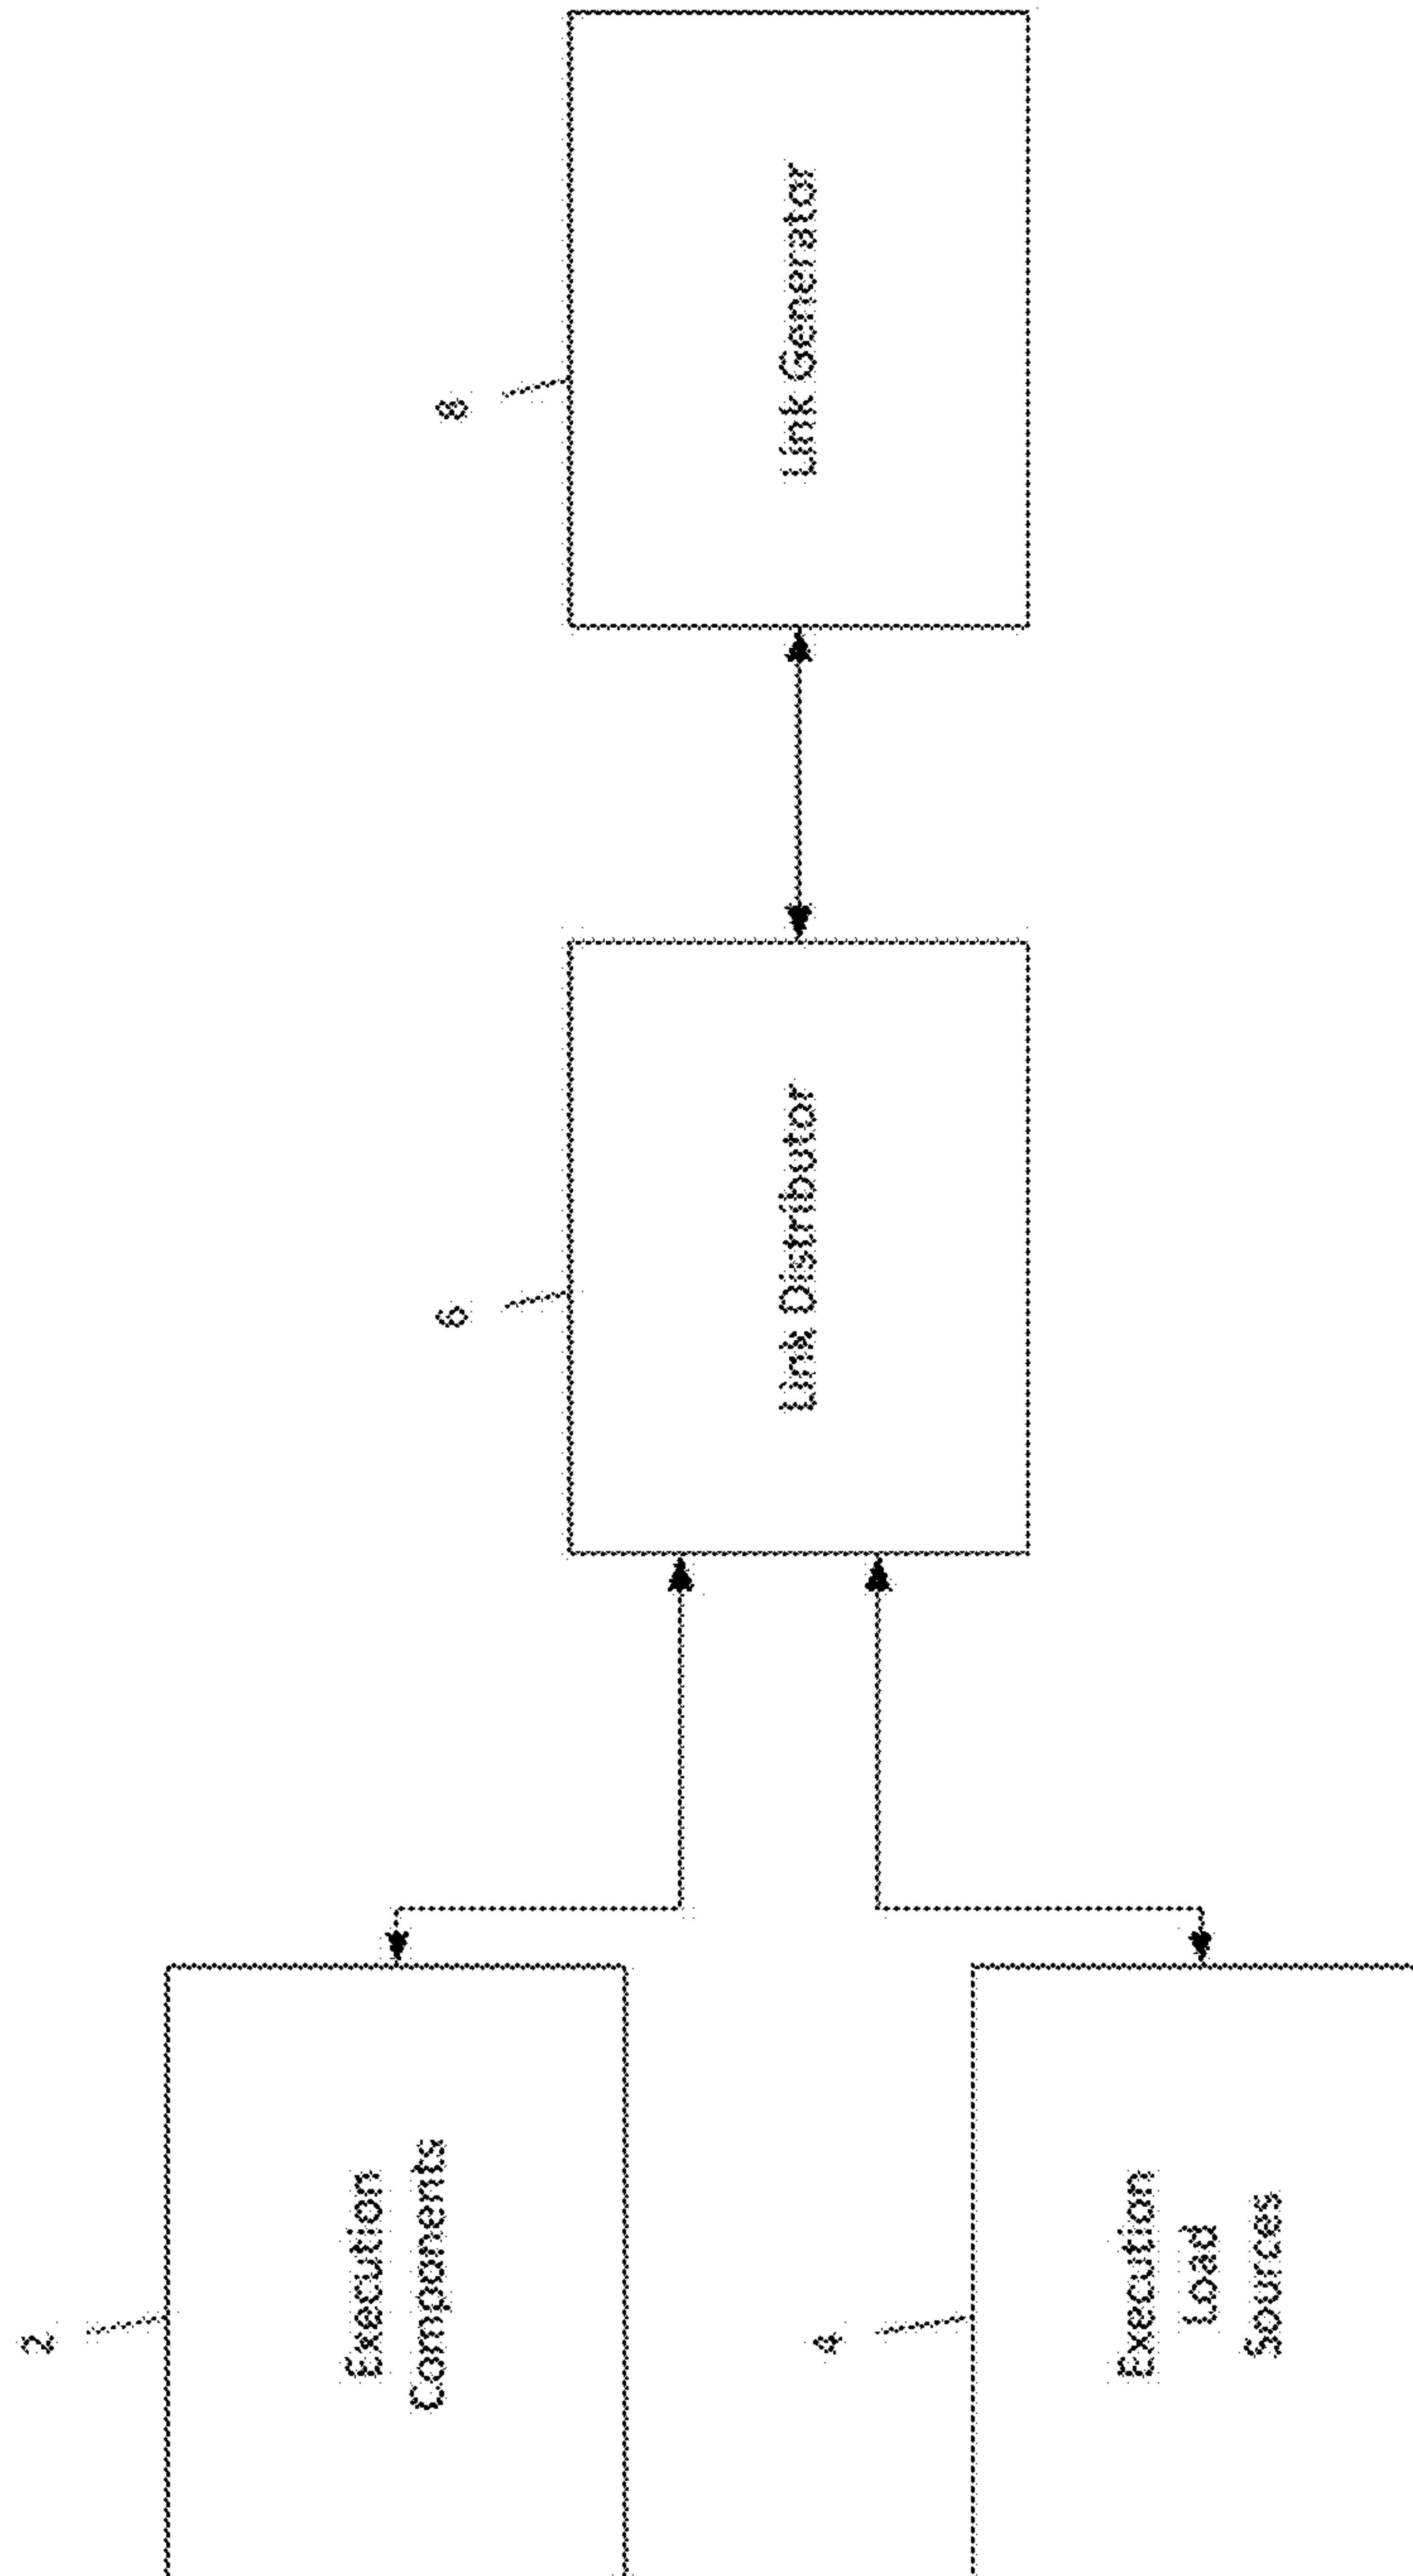 2
Execution
Components
4
Execution
Load
Sources
6
Link Distributor
8
Link Generator